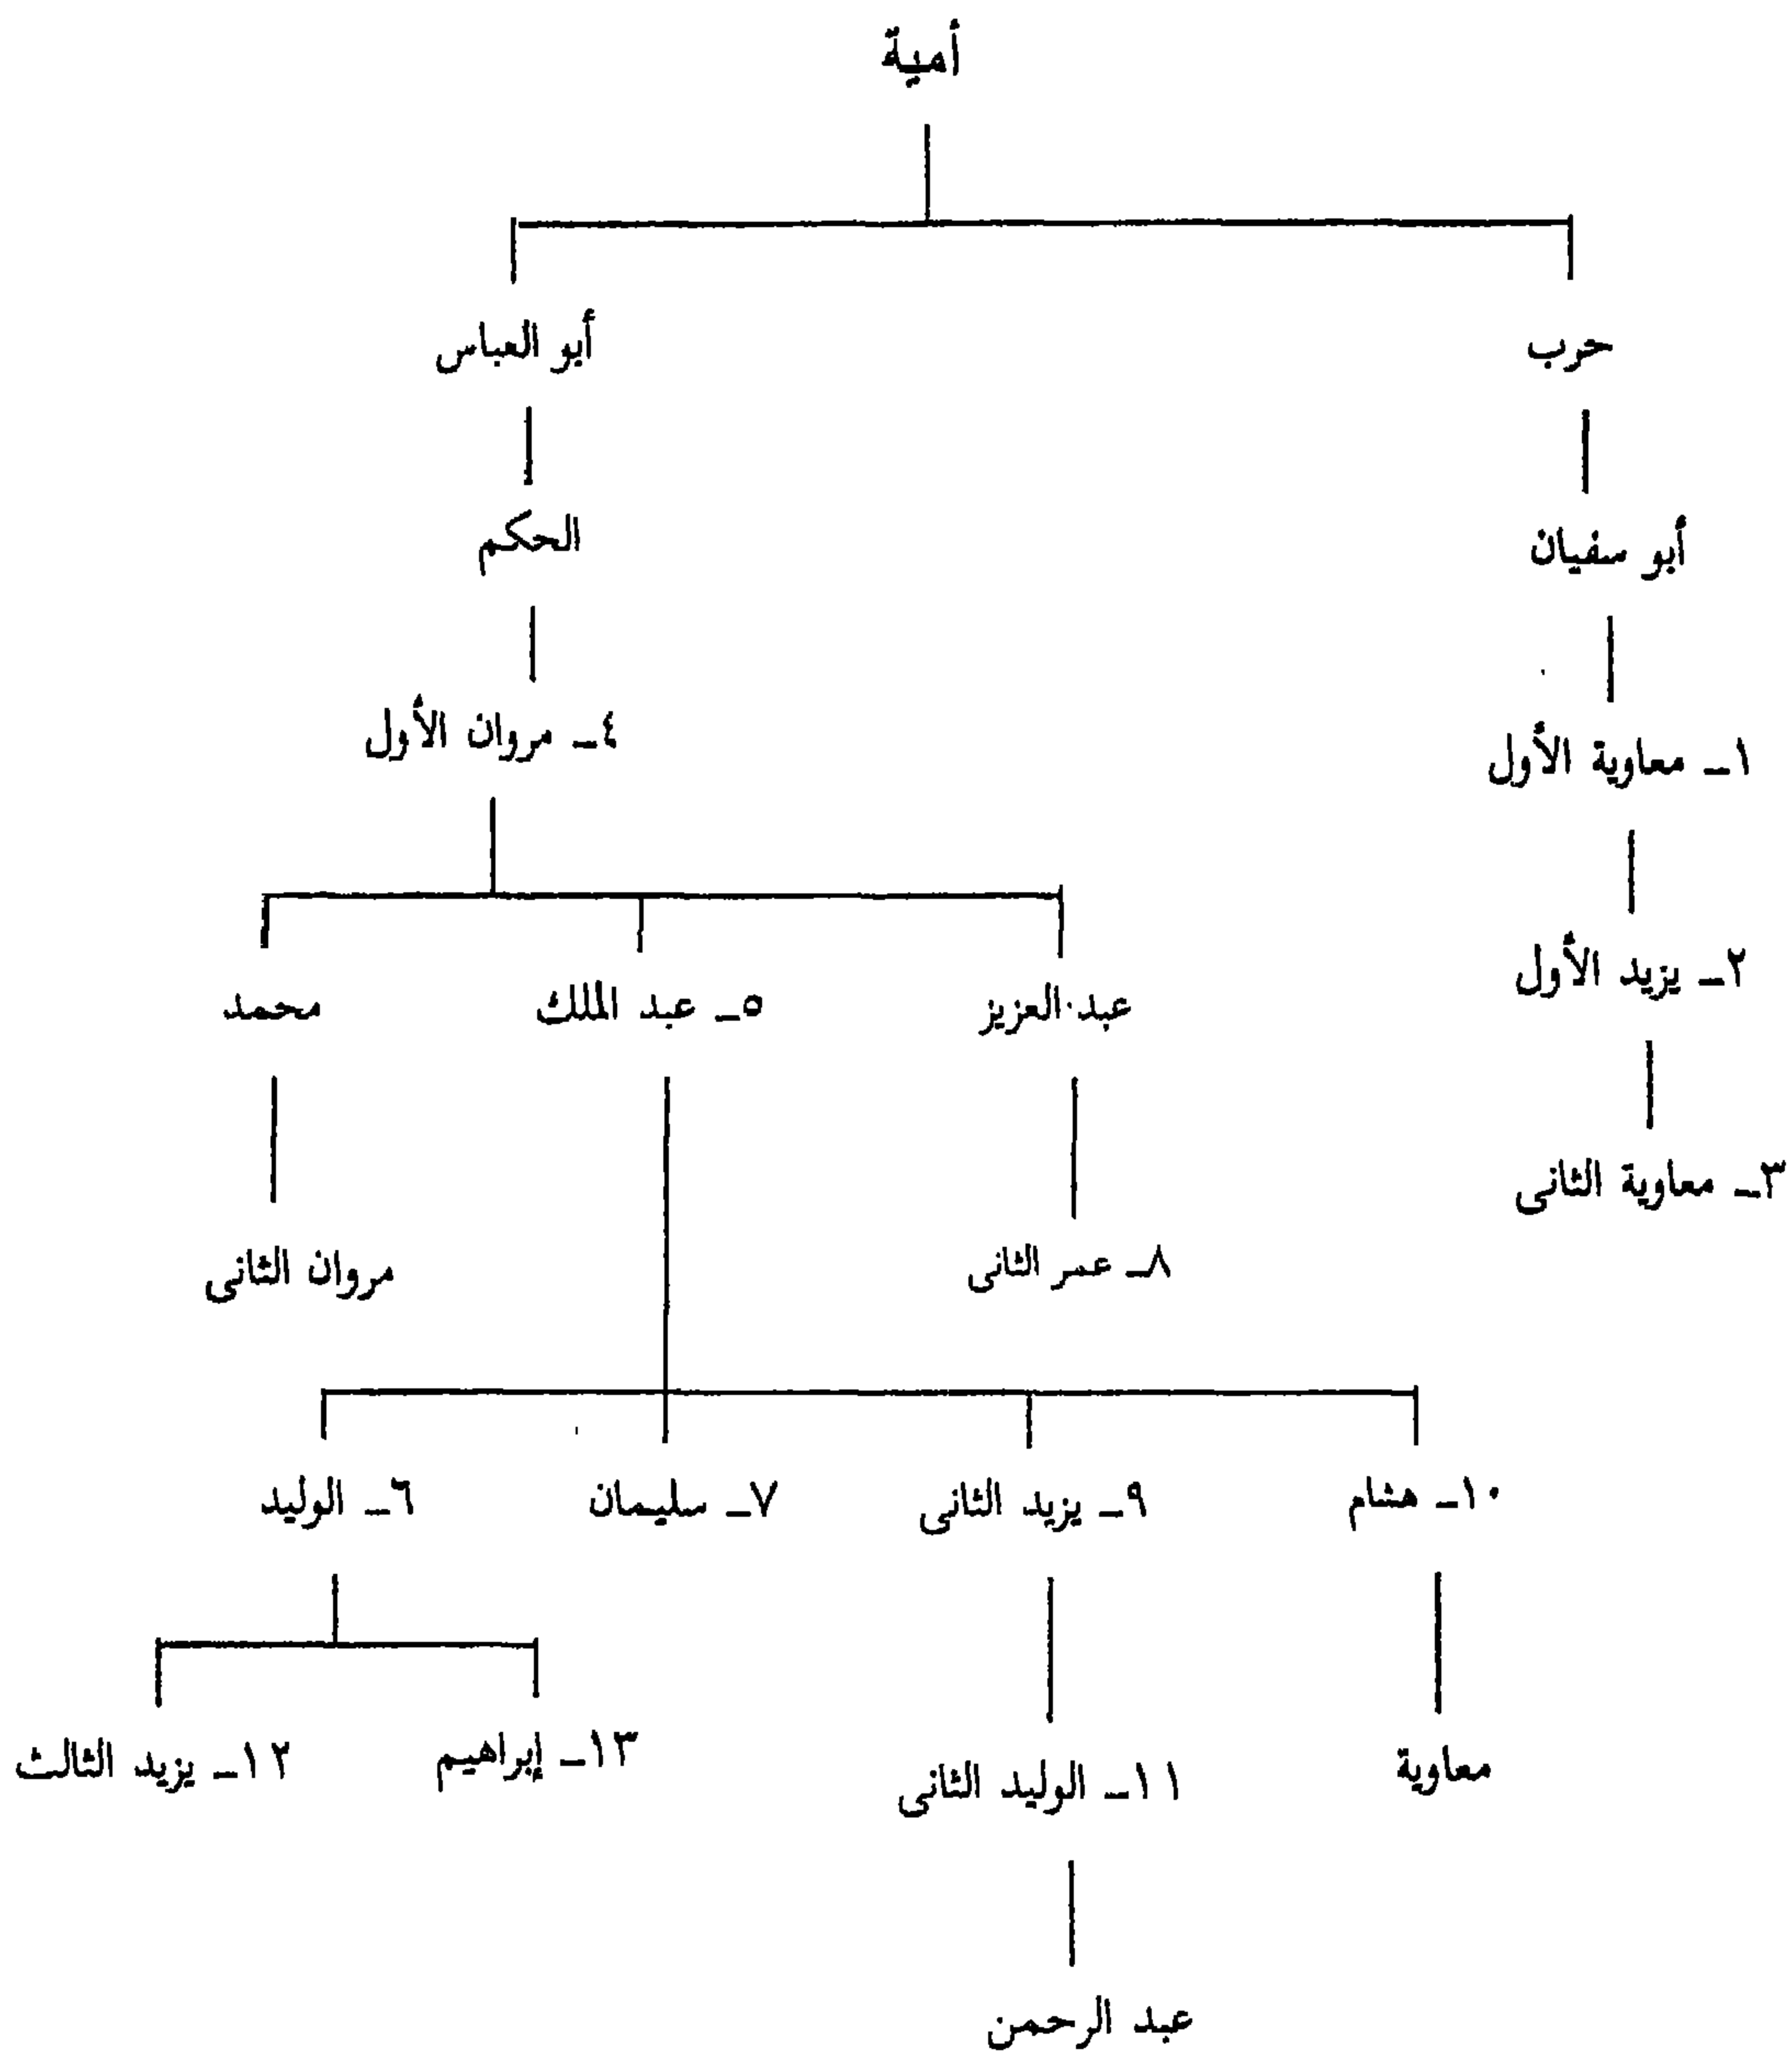 أمية
حرب
أبو العباس
أبو سفيان
الحكم
١ـ معاوية الأول
٤ـ مروان الأول
٢ـ يزيد الأول
عبد العزيز
٥ـ عبد الملك
محمد
٣ـ معاوية الثانى
٨ـ عمر الثانى
مروان الثانى
١٠ـ هشام
٩ـ يزيد الثانى
٧ـ سليمان
٦ـ الوليد
معاوية
١١ـ الوليد الثانى
١٣ـ إبراهيم
١٢ـ يزيد الثالث
عبد الرحمن